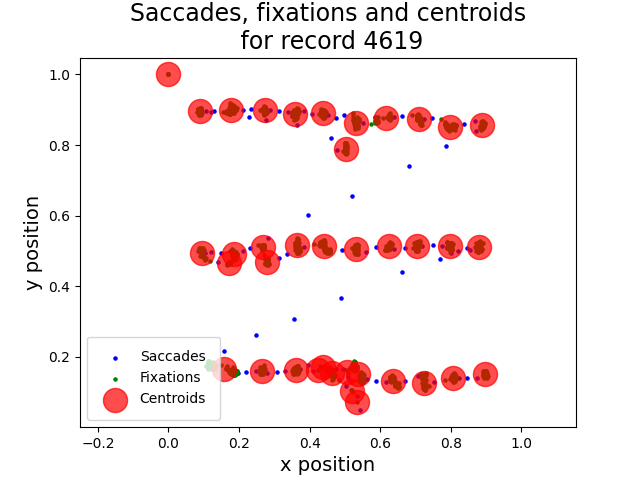 Saccades, fixations and centroids
for record 4619
1.0
0.8
0.6
0.4
0.2
y position
Saccades
Fixations
Centroids
−0.2
0.0
0.2
0.4
0.6
0.8
1.0
x position